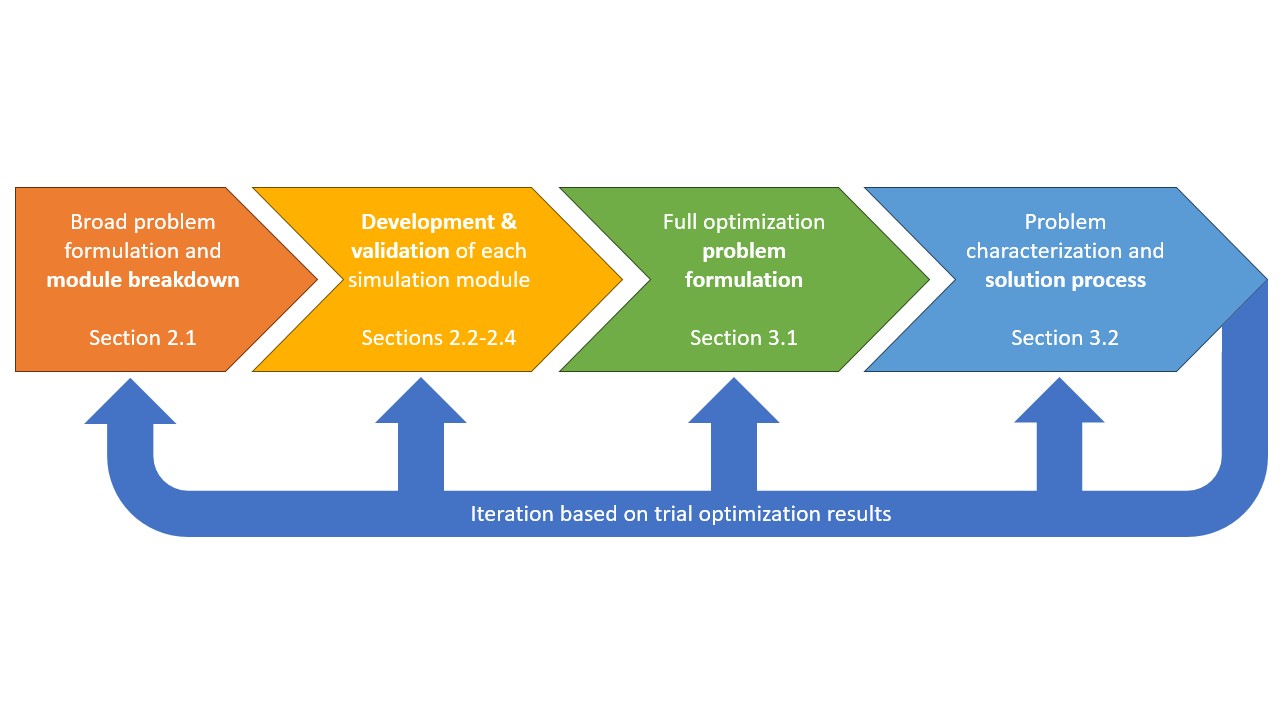 Broad problem
formulation and
module breakdown
Section 2.1
Development &
validation of each
simulation module
Sections 2.2-2.4
Full optimization
problem
formulation
Section 3.1
Problem
characterization and
solution process
Section 3.2
Iteration based on trial optimization results